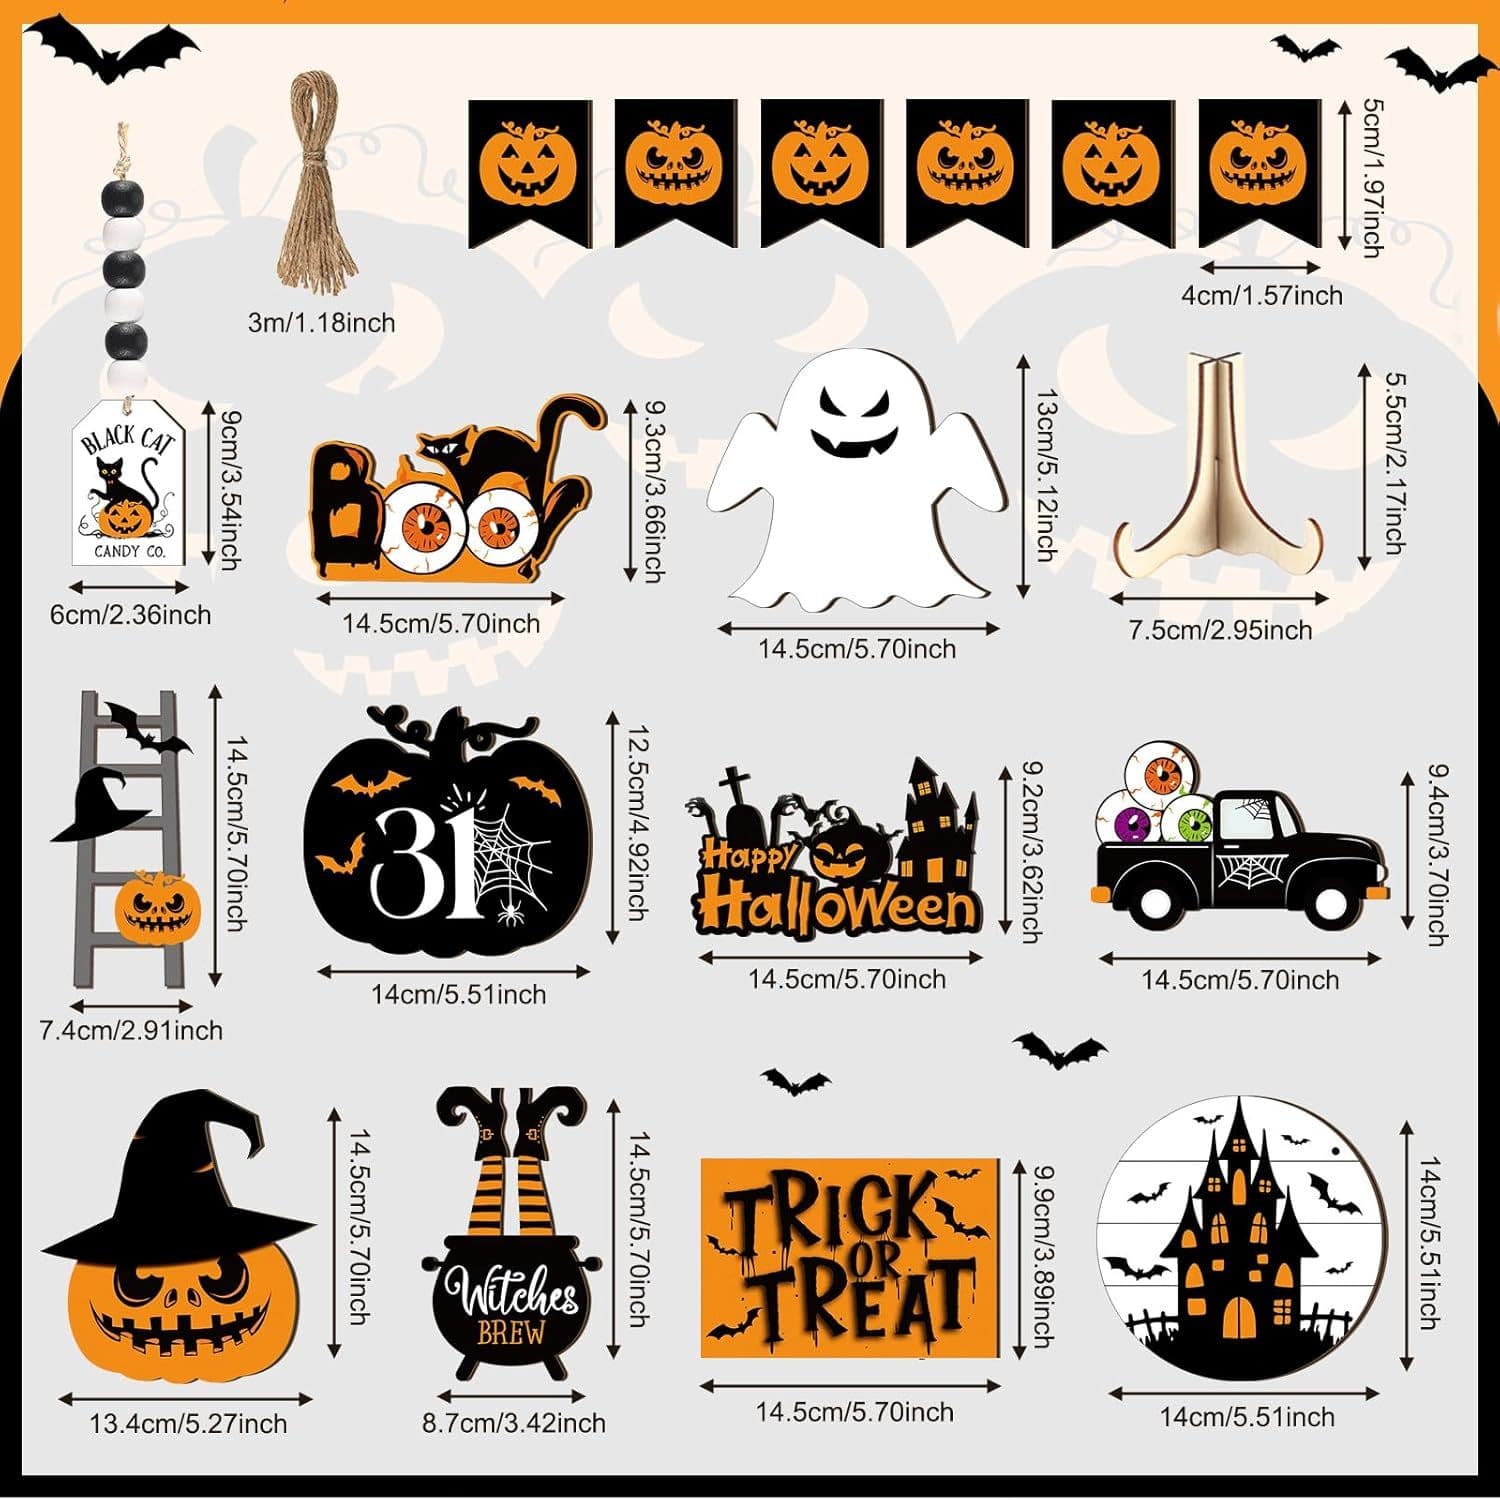 5cm/1.97inch
4cm/1.57inch
3m/1.18inch
BLACK CAT
CANDY CO.
9cm/3.54inch
6cm/2.36inch
BOO!
9.3cm/3.66inch
14.5cm/5.70inch
13cm/5.12inch
14.5cm/5.70inch
5.5cm/2.17inch
7.5cm/2.95inch
14.5cm/5.70inch
7.4cm/2.91inch
31
12.5cm/4.92inch
14cm/5.51inch
Happy
Halloween
9.2cm/3.62inch
14.5cm/5.70inch
9.4cm/3.70inch
14.5cm/5.70inch
14.5cm/5.70inch
13.4cm/5.27inch
Witches
BREW
14.5cm/5.70inch
8.7cm/3.42inch
TRICK
OR
TREAT
9.9cm/3.89inch
14.5cm/5.70inch
14cm/5.51inch
14cm/5.51inch